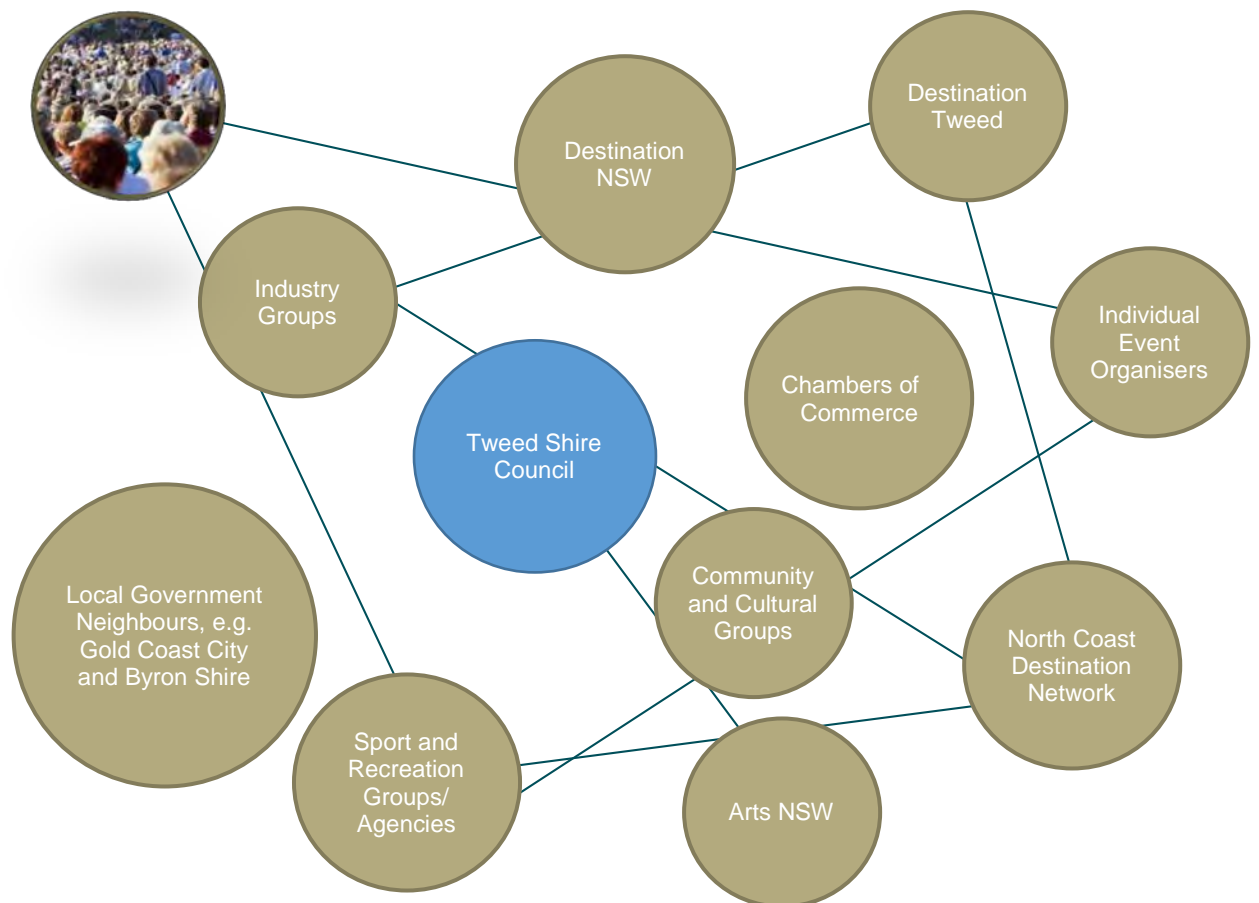 Destination
Tweed
Destination
NSW
Industry
Groups
Individual
Event
Organisers
Chambers of
Commerce
Tweed Shire
Council
Community
and Cultural
Groups
Local Government
Neighbours, e.g.
Gold Coast City
and Byron Shire
North Coast
Destination
Network
Sport and
Recreation
Groups/
Agencies
Arts NSW